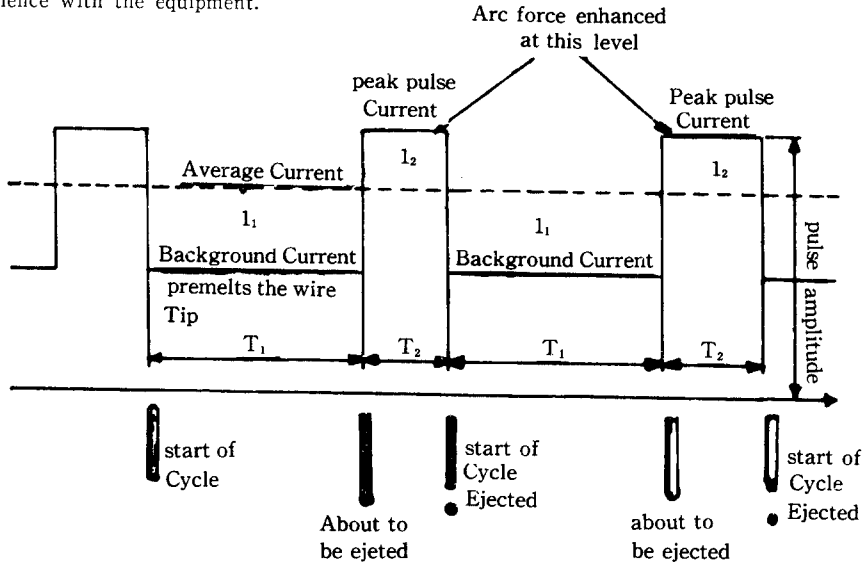 ience with the equipment.
Arc force enhanced
at this level
peak pulse
Current
Peak pulse
Current
I₂
I₂
Average Current
I₁
I₁
Background Current
Background Current
premelts the wire
Tip
pulse amplitude
T₁
T₂
T₁
T₂
start of
Cycle
About to
be ejeted
start of
Cycle
Ejected
about to
be ejected
start of
Cycle
Ejected